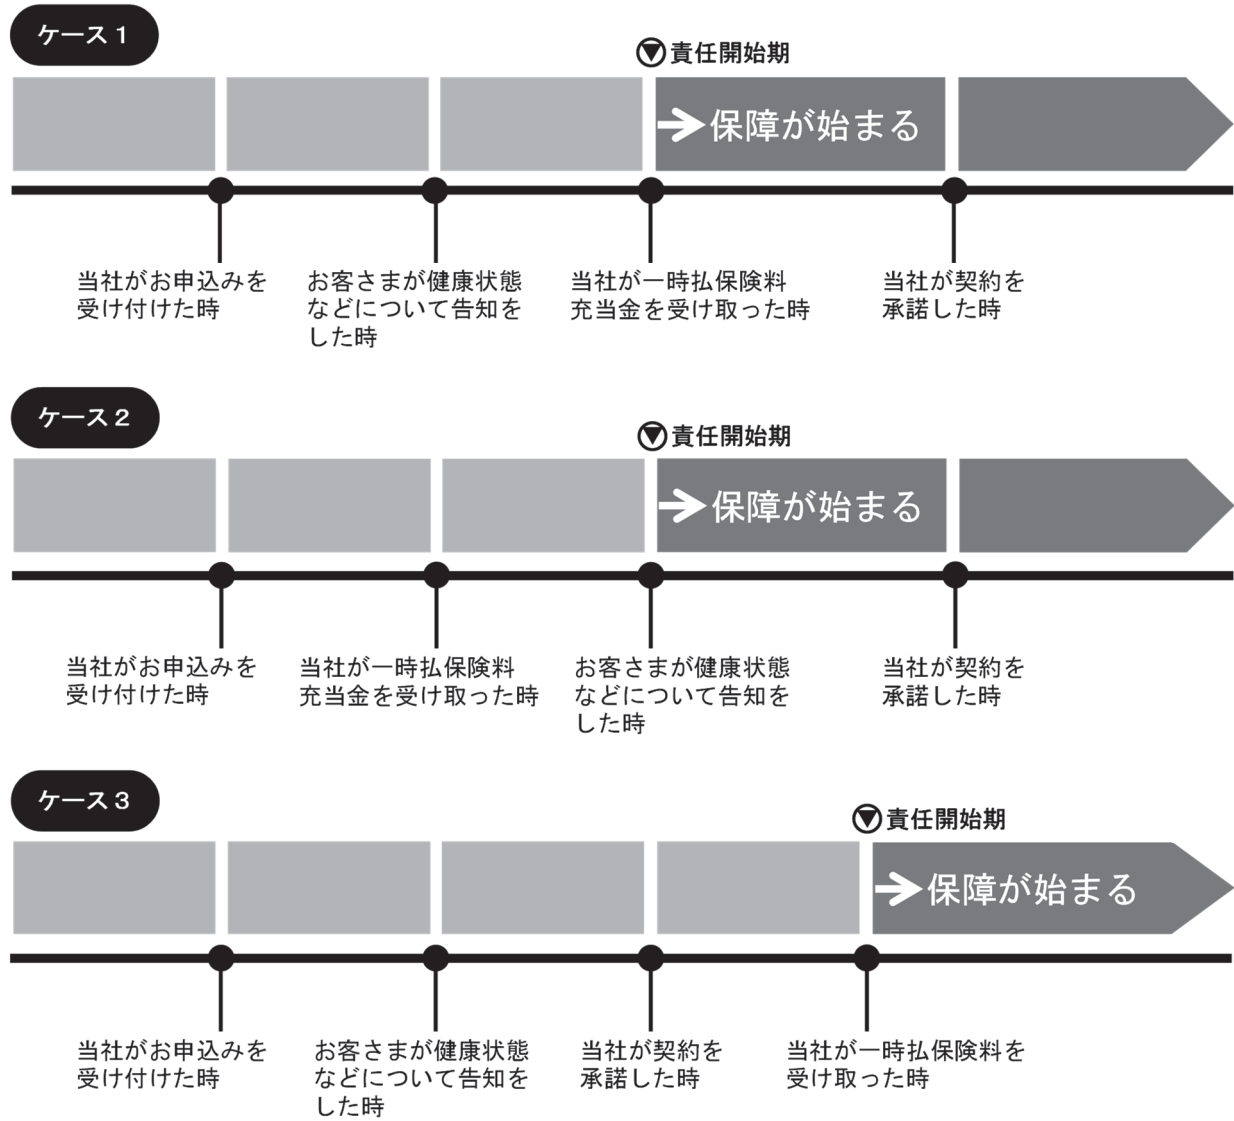 ケース1
責任開始期
保障が始まる
当社がお申込みを
受け付けた時
お客さまが健康状態
などについて告知を
した時
当社が一時払保険料
充当金を受け取った時
当社が契約を
承諾した時
ケース2
責任開始期
保障が始まる
当社がお申込みを
受け付けた時
当社が一時払保険料
充当金を受け取った時
お客さまが健康状態
などについて告知を
した時
当社が契約を
承諾した時
ケース3
責任開始期
保障が始まる
当社がお申込みを
受け付けた時
お客さまが健康状態
などについて告知を
した時
当社が契約を
承諾した時
当社が一時払保険料を
受け取った時